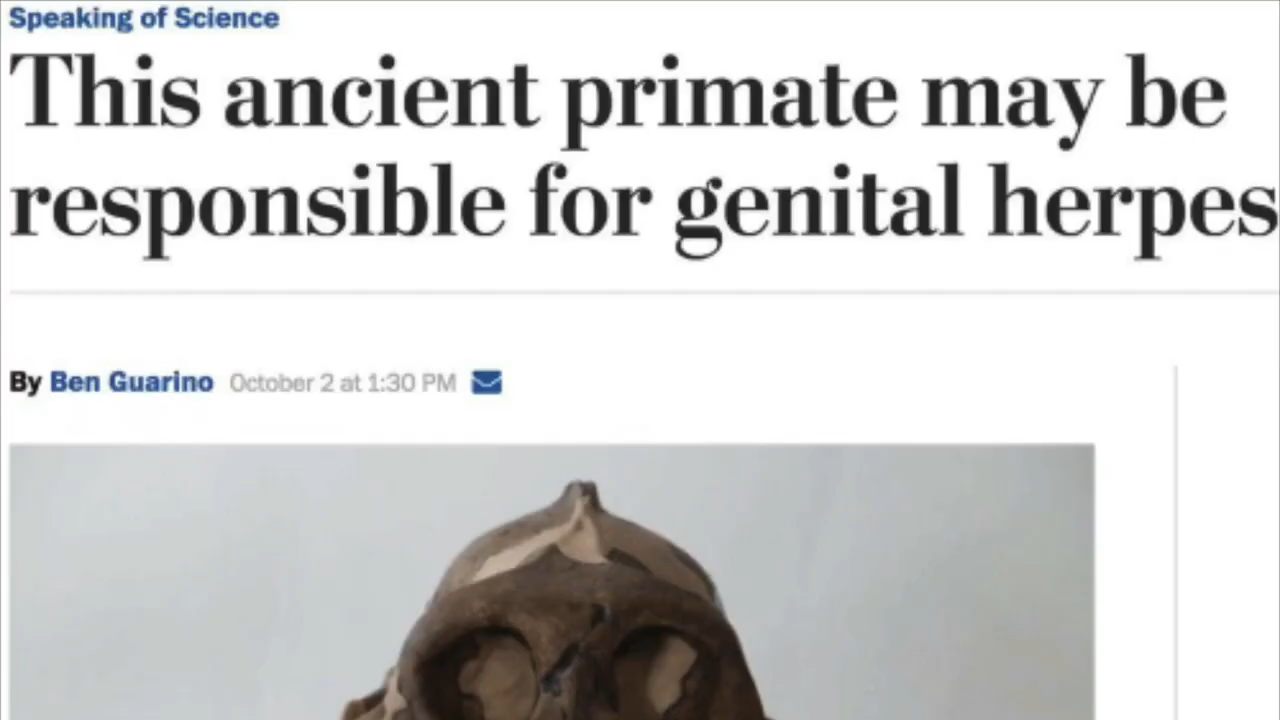 Speaking of Science
This ancient primate may be
responsible for genital herpes
By Ben Guarino October 2 at 1:30 PM